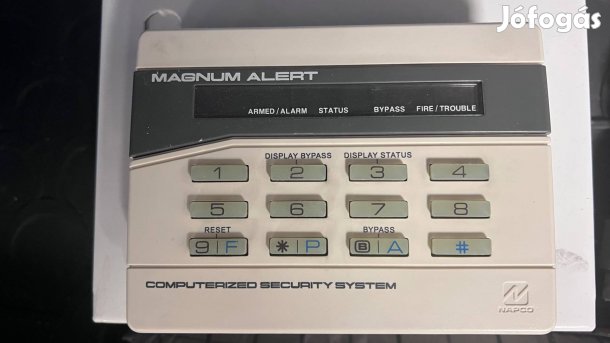 Jófogás
MAGNUM ALERT
ARMED/ALARM STATUS BYPASS FIRE/TROUBLE
DISPLAY BYPASS DISPLAY STATUS
1 2 3 4
5 6 7 8
RESET BYPASS
9|F *|P B|A #
COMPUTERIZED SECURITY SYSTEM
NAPCO